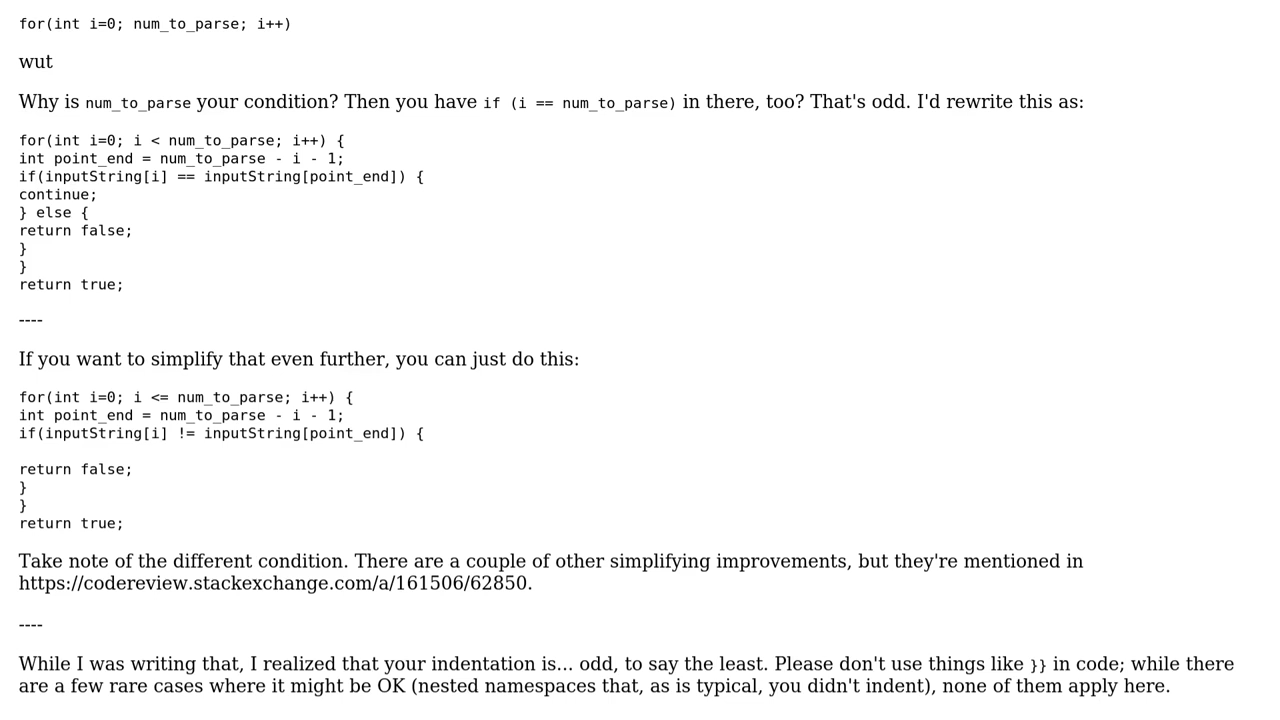 for(int i=0; num_to_parse; i++)
wut
Why is num_to_parse your condition? Then you have if (i == num_to_parse) in there, too? That's odd. I'd rewrite this as:
for(int i=0; i < num_to_parse; i++) {
int point_end = num_to_parse - i - 1;
if(inputString[i] == inputString[point_end]) {
continue;
} else {
return false;
}
}
return true;
----
If you want to simplify that even further, you can just do this:
for(int i=0; i <= num_to_parse; i++) {
int point_end = num_to_parse - i - 1;
if(inputString[i] != inputString[point_end]) {
return false;
}
}
return true;
Take note of the different condition. There are a couple of other simplifying improvements, but they're mentioned in
https://codereview.stackexchange.com/a/161506/62850.
----
While I was writing that, I realized that your indentation is... odd, to say the least. Please don't use things like }} in code; while there
are a few rare cases where it might be OK (nested namespaces that, as is typical, you didn't indent), none of them apply here.